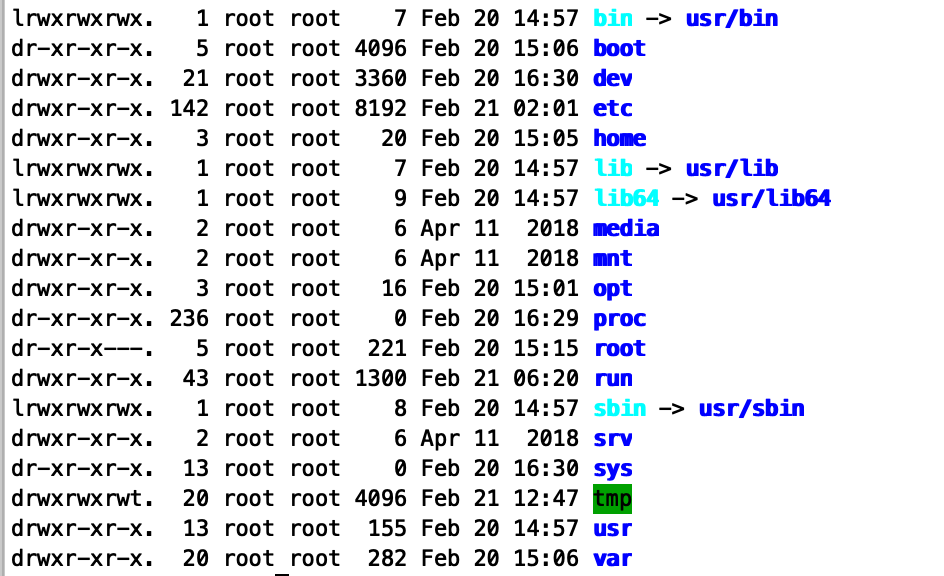 lrwxrwxrwx.   1 root root    7 Feb 20 14:57 bin -> usr/bin
dr-xr-xr-x.   5 root root 4096 Feb 20 15:06 boot
drwxr-xr-x.  21 root root 3360 Feb 20 16:30 dev
drwxr-xr-x. 142 root root 8192 Feb 21 02:01 etc
drwxr-xr-x.   3 root root   20 Feb 20 15:05 home
lrwxrwxrwx.   1 root root    7 Feb 20 14:57 lib -> usr/lib
lrwxrwxrwx.   1 root root    9 Feb 20 14:57 lib64 -> usr/lib64
drwxr-xr-x.   2 root root    6 Apr 11  2018 media
drwxr-xr-x.   2 root root    6 Apr 11  2018 mnt
drwxr-xr-x.   3 root root   16 Feb 20 15:01 opt
dr-xr-xr-x. 236 root root    0 Feb 20 16:29 proc
dr-xr-x---.   5 root root  221 Feb 20 15:15 root
drwxr-xr-x.  43 root root 1300 Feb 21 06:20 run
lrwxrwxrwx.   1 root root    8 Feb 20 14:57 sbin -> usr/sbin
drwxr-xr-x.   2 root root    6 Apr 11  2018 srv
dr-xr-xr-x.  13 root root    0 Feb 20 16:30 sys
drwxrwxrwt.  20 root root 4096 Feb 21 12:47 tmp
drwxr-xr-x.  13 root root  155 Feb 20 14:57 usr
drwxr-xr-x.  20 root root  282 Feb 20 15:06 var